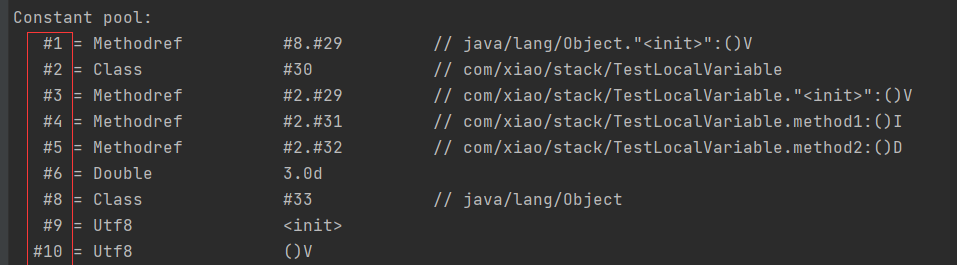 Constant pool:
#1 = Methodref #8.#29 // java/lang/Object."<init>":()V
#2 = Class #30 // com/xiao/stack/TestLocalVariable
#3 = Methodref #2.#29 // com/xiao/stack/TestLocalVariable."<init>":()V
#4 = Methodref #2.#31 // com/xiao/stack/TestLocalVariable.method1:()I
#5 = Methodref #2.#32 // com/xiao/stack/TestLocalVariable.method2:()D
#6 = Double 3.0d
#8 = Class #33 // java/lang/Object
#9 = Utf8 <init>
#10 = Utf8 ()V